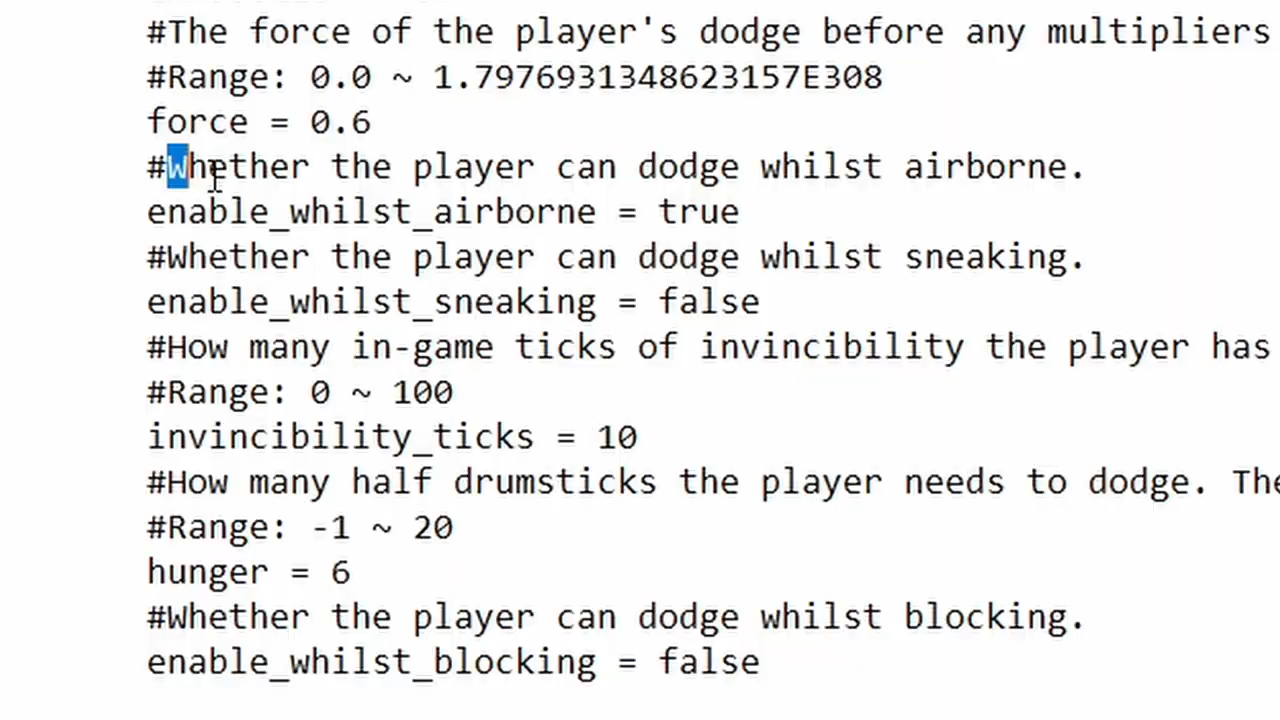 #The force of the player's dodge before any multipliers
#Range: 0.0 ~ 1.7976931348623157E308
force = 0.6
#Whether the player can dodge whilst airborne.
enable_whilst_airborne = true
#Whether the player can dodge whilst sneaking.
enable_whilst_sneaking = false
#How many in-game ticks of invincibility the player has
#Range: 0 ~ 100
invincibility_ticks = 10
#How many half drumsticks the player needs to dodge. The
#Range: -1 ~ 20
hunger = 6
#Whether the player can dodge whilst blocking.
enable_whilst_blocking = false